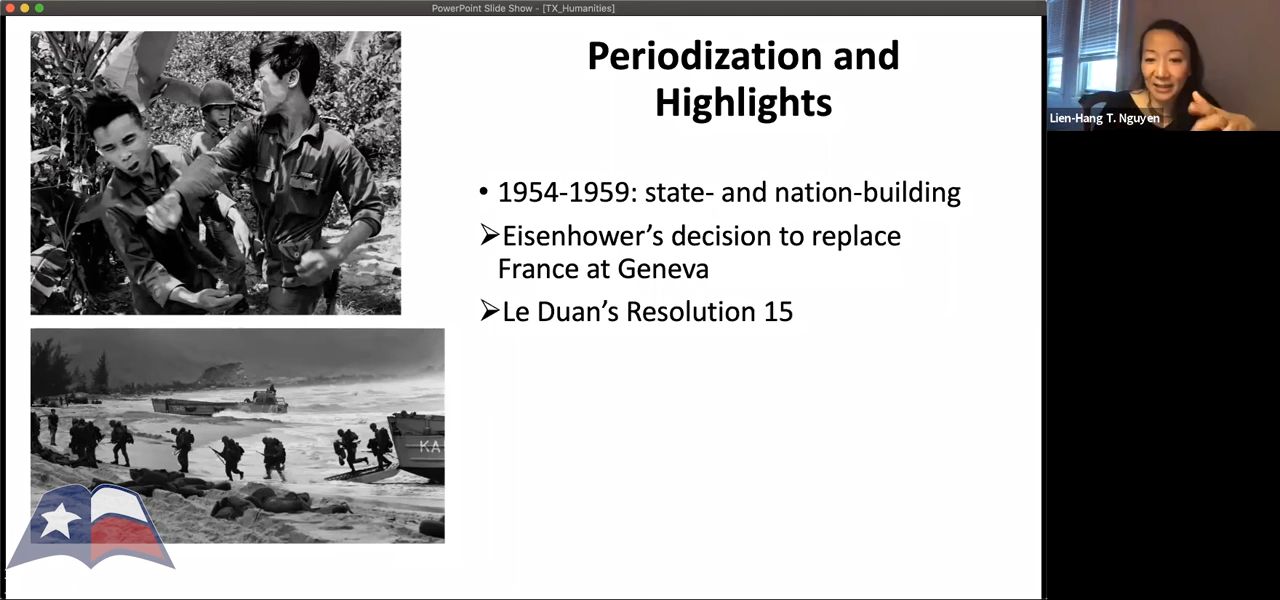 PowerPoint Slide Show - [TX_Humanities]
Periodization and
Highlights
• 1954-1959: state- and nation-building
➢Eisenhower’s decision to replace
France at Geneva
➢Le Duan’s Resolution 15
KA
Lien-Hang T. Nguyen